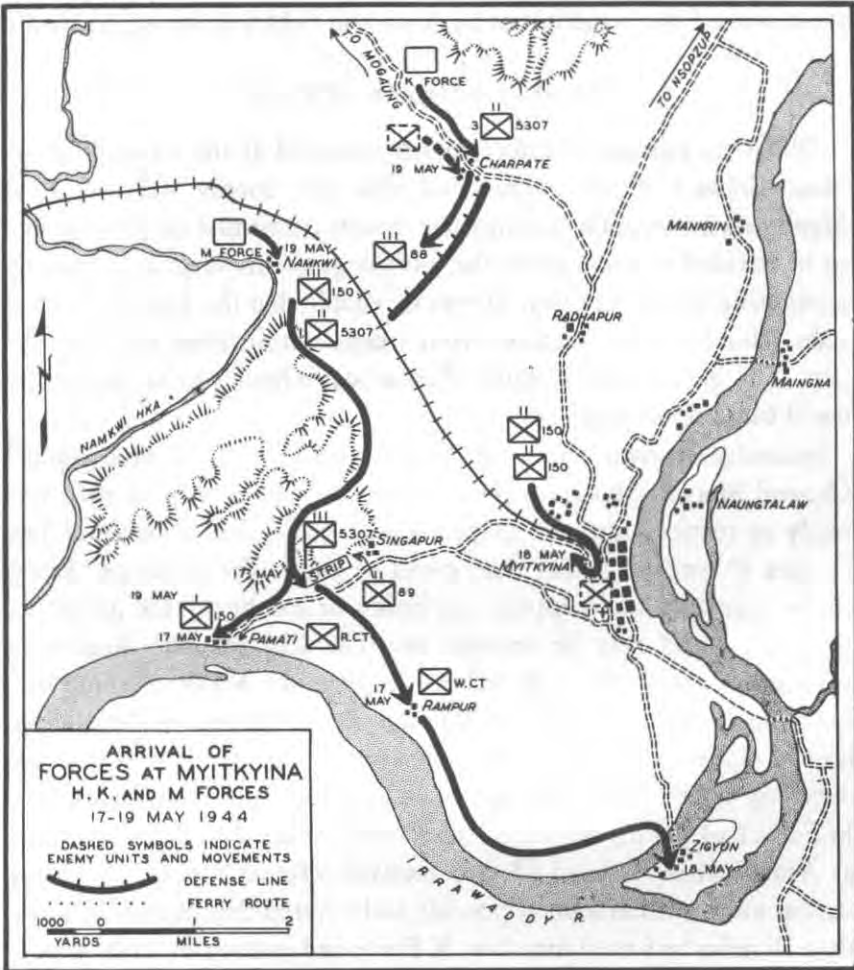 TO MOGAUNG
FORCE
TO NSOPZUP
3 5307
19 MAY
CHARPATE
MANKRIN
M FORCE
19 MAY
NAMKWI
88
150
5307
RADHAPUR
MAINGNA
NAMKWI HKA
150
150
NAUNGTALAW
5307
SINGAPUR
18 MAY
MYITKYINA
17 MAY
STRIP
89
19 MAY
150
17 MAY
PAMATI
R.CT
W.CT
17
MAY
RAMPUR
ZIGYUN
18 MAY
IRRAWADDY R
ARRIVAL OF
FORCES AT MYITKYINA
H. K. AND M FORCES
17-19 MAY 1944
DASHED SYMBOLS INDICATE
ENEMY UNITS AND MOVEMENTS
DEFENSE LINE
FERRY ROUTE
1000 0 1 2
YARDS MILES